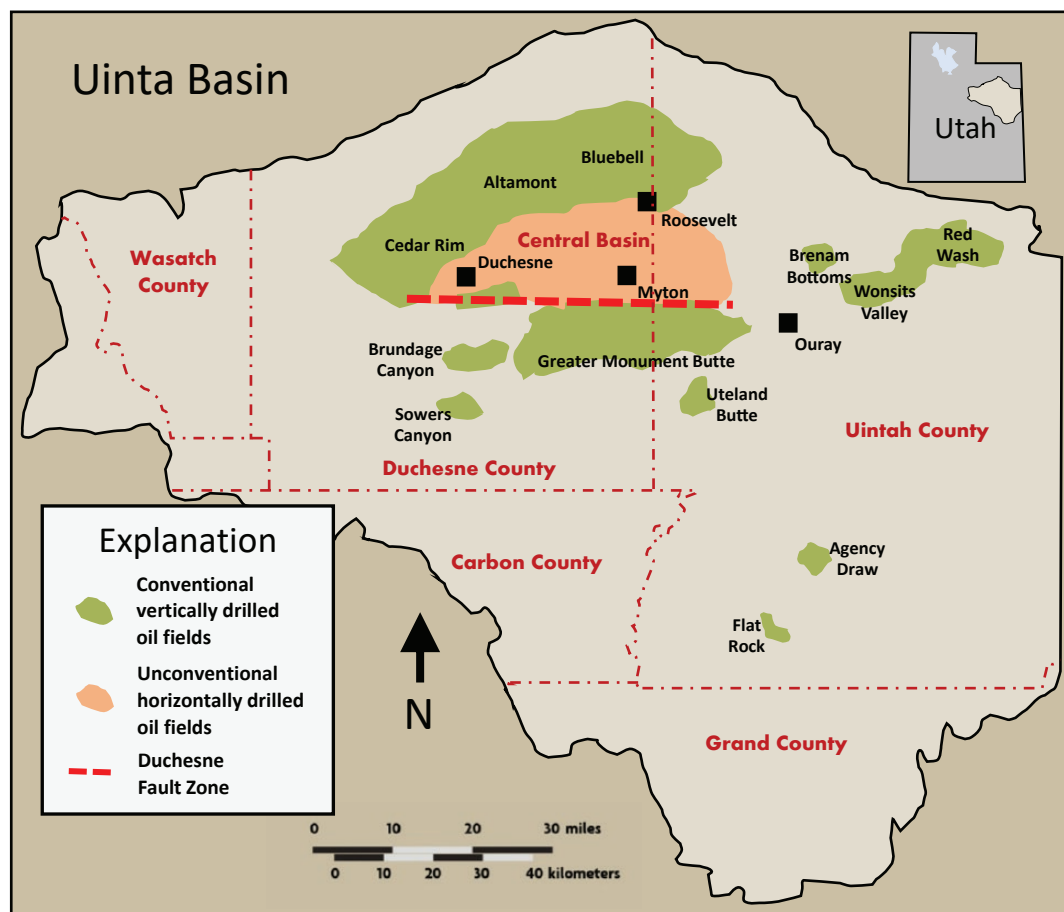 Uinta Basin
Utah
Bluebell
Altamont
Roosevelt
Cedar Rim
Central Basin
Duchesne
Myton
Wasatch
County
Red
Wash
Brenam
Bottoms
Wonsits
Valley
Ouray
Brundage
Canyon
Greater Monument Butte
Uteland
Butte
Sowers
Canyon
Uintah County
Duchesne County
Carbon County
Agency
Draw
Flat
Rock
Grand County
Explanation
Conventional
vertically drilled
oil fields
Unconventional
horizontally drilled
oil fields
Duchesne
Fault Zone
N
0 10 20 30 miles
0 10 20 30 40 kilometers